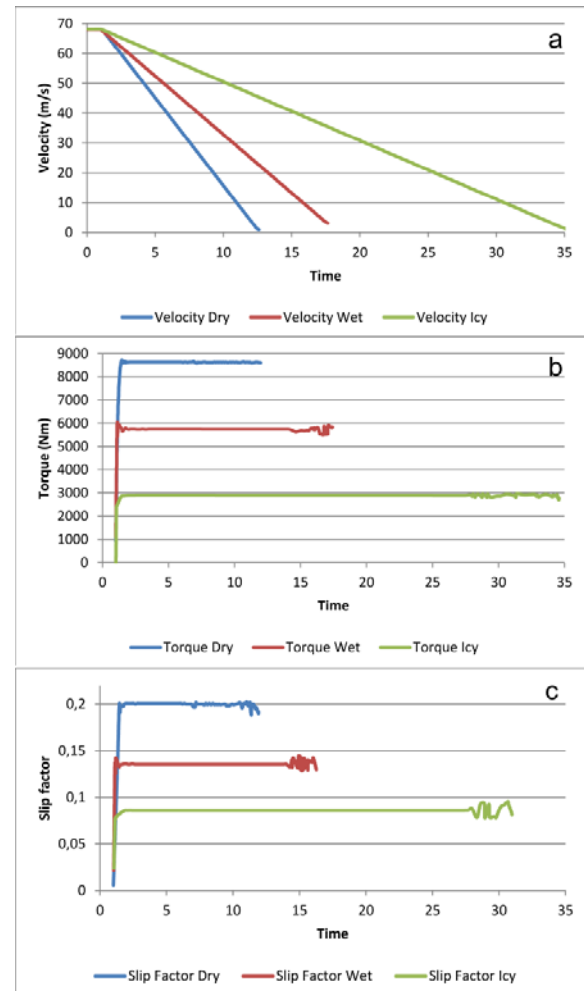 a
70
60
50
40
30
20
10
0
Velocity (m/s)
0 5 10 15 20 25 30 35
Time
Velocity Dry Velocity Wet Velocity Icy
b
9000
8000
7000
6000
5000
4000
3000
2000
1000
0
Torque (Nm)
0 5 10 15 20 25 30 35
Time
Torque Dry Torque Wet Torque Icy
c
0,2
0,15
0,1
0,05
0
Slip factor
0 5 10 15 20 25 30 35
Time
Slip Factor Dry Slip Factor Wet Slip Factor Icy